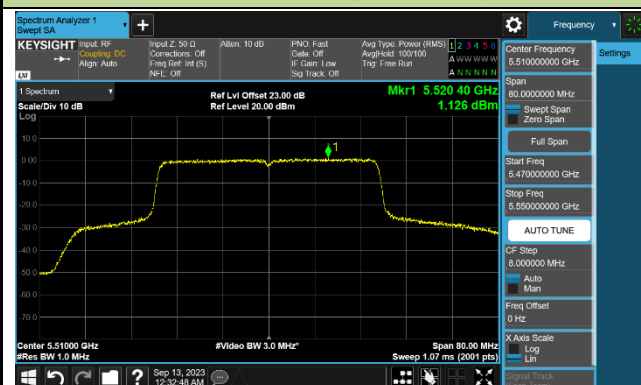 Spectrum Analyzer 1
Swept SA
Frequency
KEYSIGHT
Input: RF
Coupling: DC
Align: Auto
Input Z: 50 Ω
Corrections: Off
Freq Ref: Int (S)
NFE: Off
Atten: 10 dB
PNO: Fast
Gate: Off
IF Gain: Low
Sig Track: Off
Avg Type: Power (RMS)
Avg|Hold: 100/100
Trig: Free Run
1 2 3 4 5 6
A W W W W W
A N N N N N
LXI
1 Spectrum
Scale/Div 10 dB
Log
Ref Lvl Offset 23.00 dB
Ref Level 20.00 dBm
Mkr1 5.520 40 GHz
1.126 dBm
1
10.0
0.00
-10.0
-20.0
-30.0
-40.0
-50.0
-60.0
Center 5.51000 GHz
#Res BW 1.0 MHz
#Video BW 3.0 MHz*
Span 80.00 MHz
Sweep 1.07 ms (2001 pts)
Sep 13, 2023
12:32:48 AM
Center Frequency
5.510000000 GHz
Settings
Span
80.0000000 MHz
Swept Span
Zero Span
Full Span
Start Freq
5.470000000 GHz
Stop Freq
5.550000000 GHz
AUTO TUNE
CF Step
8.000000 MHz
Auto
Man
Freq Offset
0 Hz
X Axis Scale
Log
Lin
Signal Track